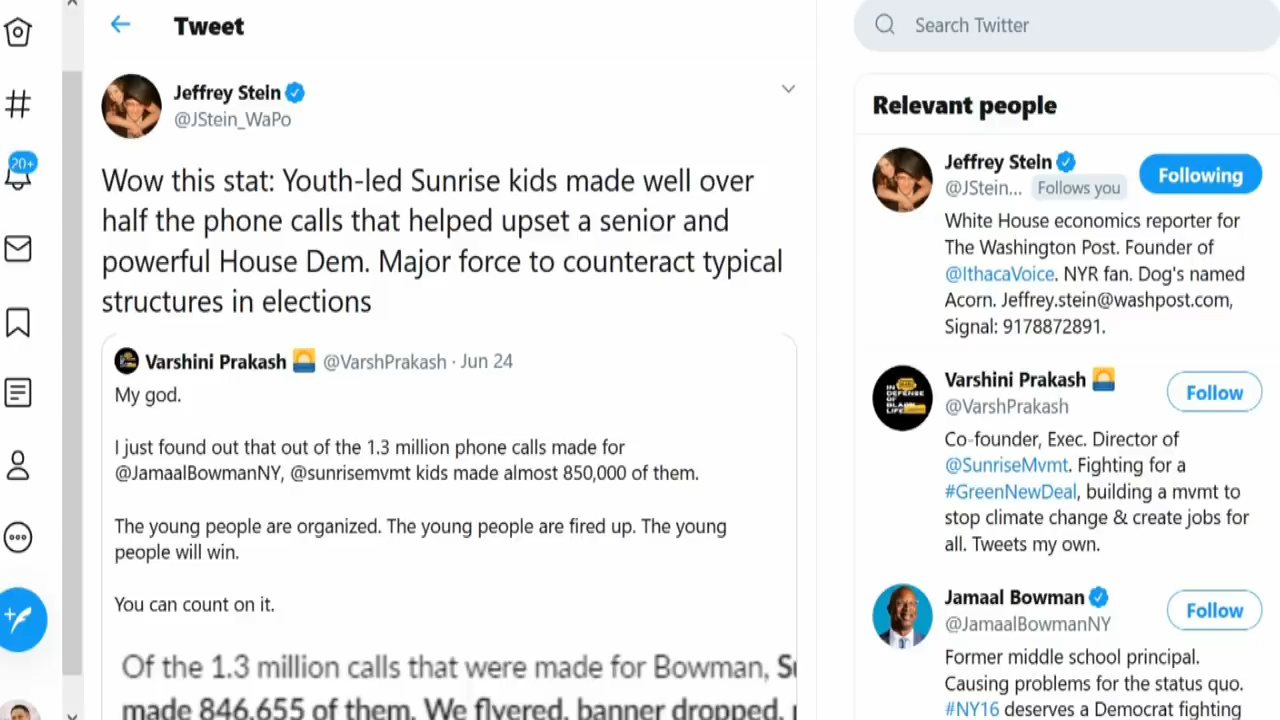 Tweet
Search Twitter
Jeffrey Stein
@JStein_WaPo
20+
Wow this stat: Youth-led Sunrise kids made well over
half the phone calls that helped upset a senior and
powerful House Dem. Major force to counteract typical
structures in elections
Varshini Prakash @VarshPrakash · Jun 24
My god.
I just found out that out of the 1.3 million phone calls made for
@JamaalBowmanNY, @sunrisemvmt kids made almost 850,000 of them.
The young people are organized. The young people are fired up. The young
people will win.
You can count on it.
Of the 1.3 million calls that were made for Bowman,
made 846,655 of them. We flyered, banner dropped,
Relevant people
Jeffrey Stein
@JStein... Follows you
Following
White House economics reporter for
The Washington Post. Founder of
@IthacaVoice. NYR fan. Dog's named
Acorn. Jeffrey.stein@washpost.com,
Signal: 9178872891.
IN
DEFENSE
OF
BLACK
LIFE
Varshini Prakash
@VarshPrakash
Follow
Co-founder, Exec. Director of
@SunriseMvmt. Fighting for a
#GreenNewDeal, building a mvmt to
stop climate change & create jobs for
all. Tweets my own.
Jamaal Bowman
@JamaalBowmanNY
Follow
Former middle school principal.
Causing problems for the status quo.
#NY16 deserves a Democrat fighting